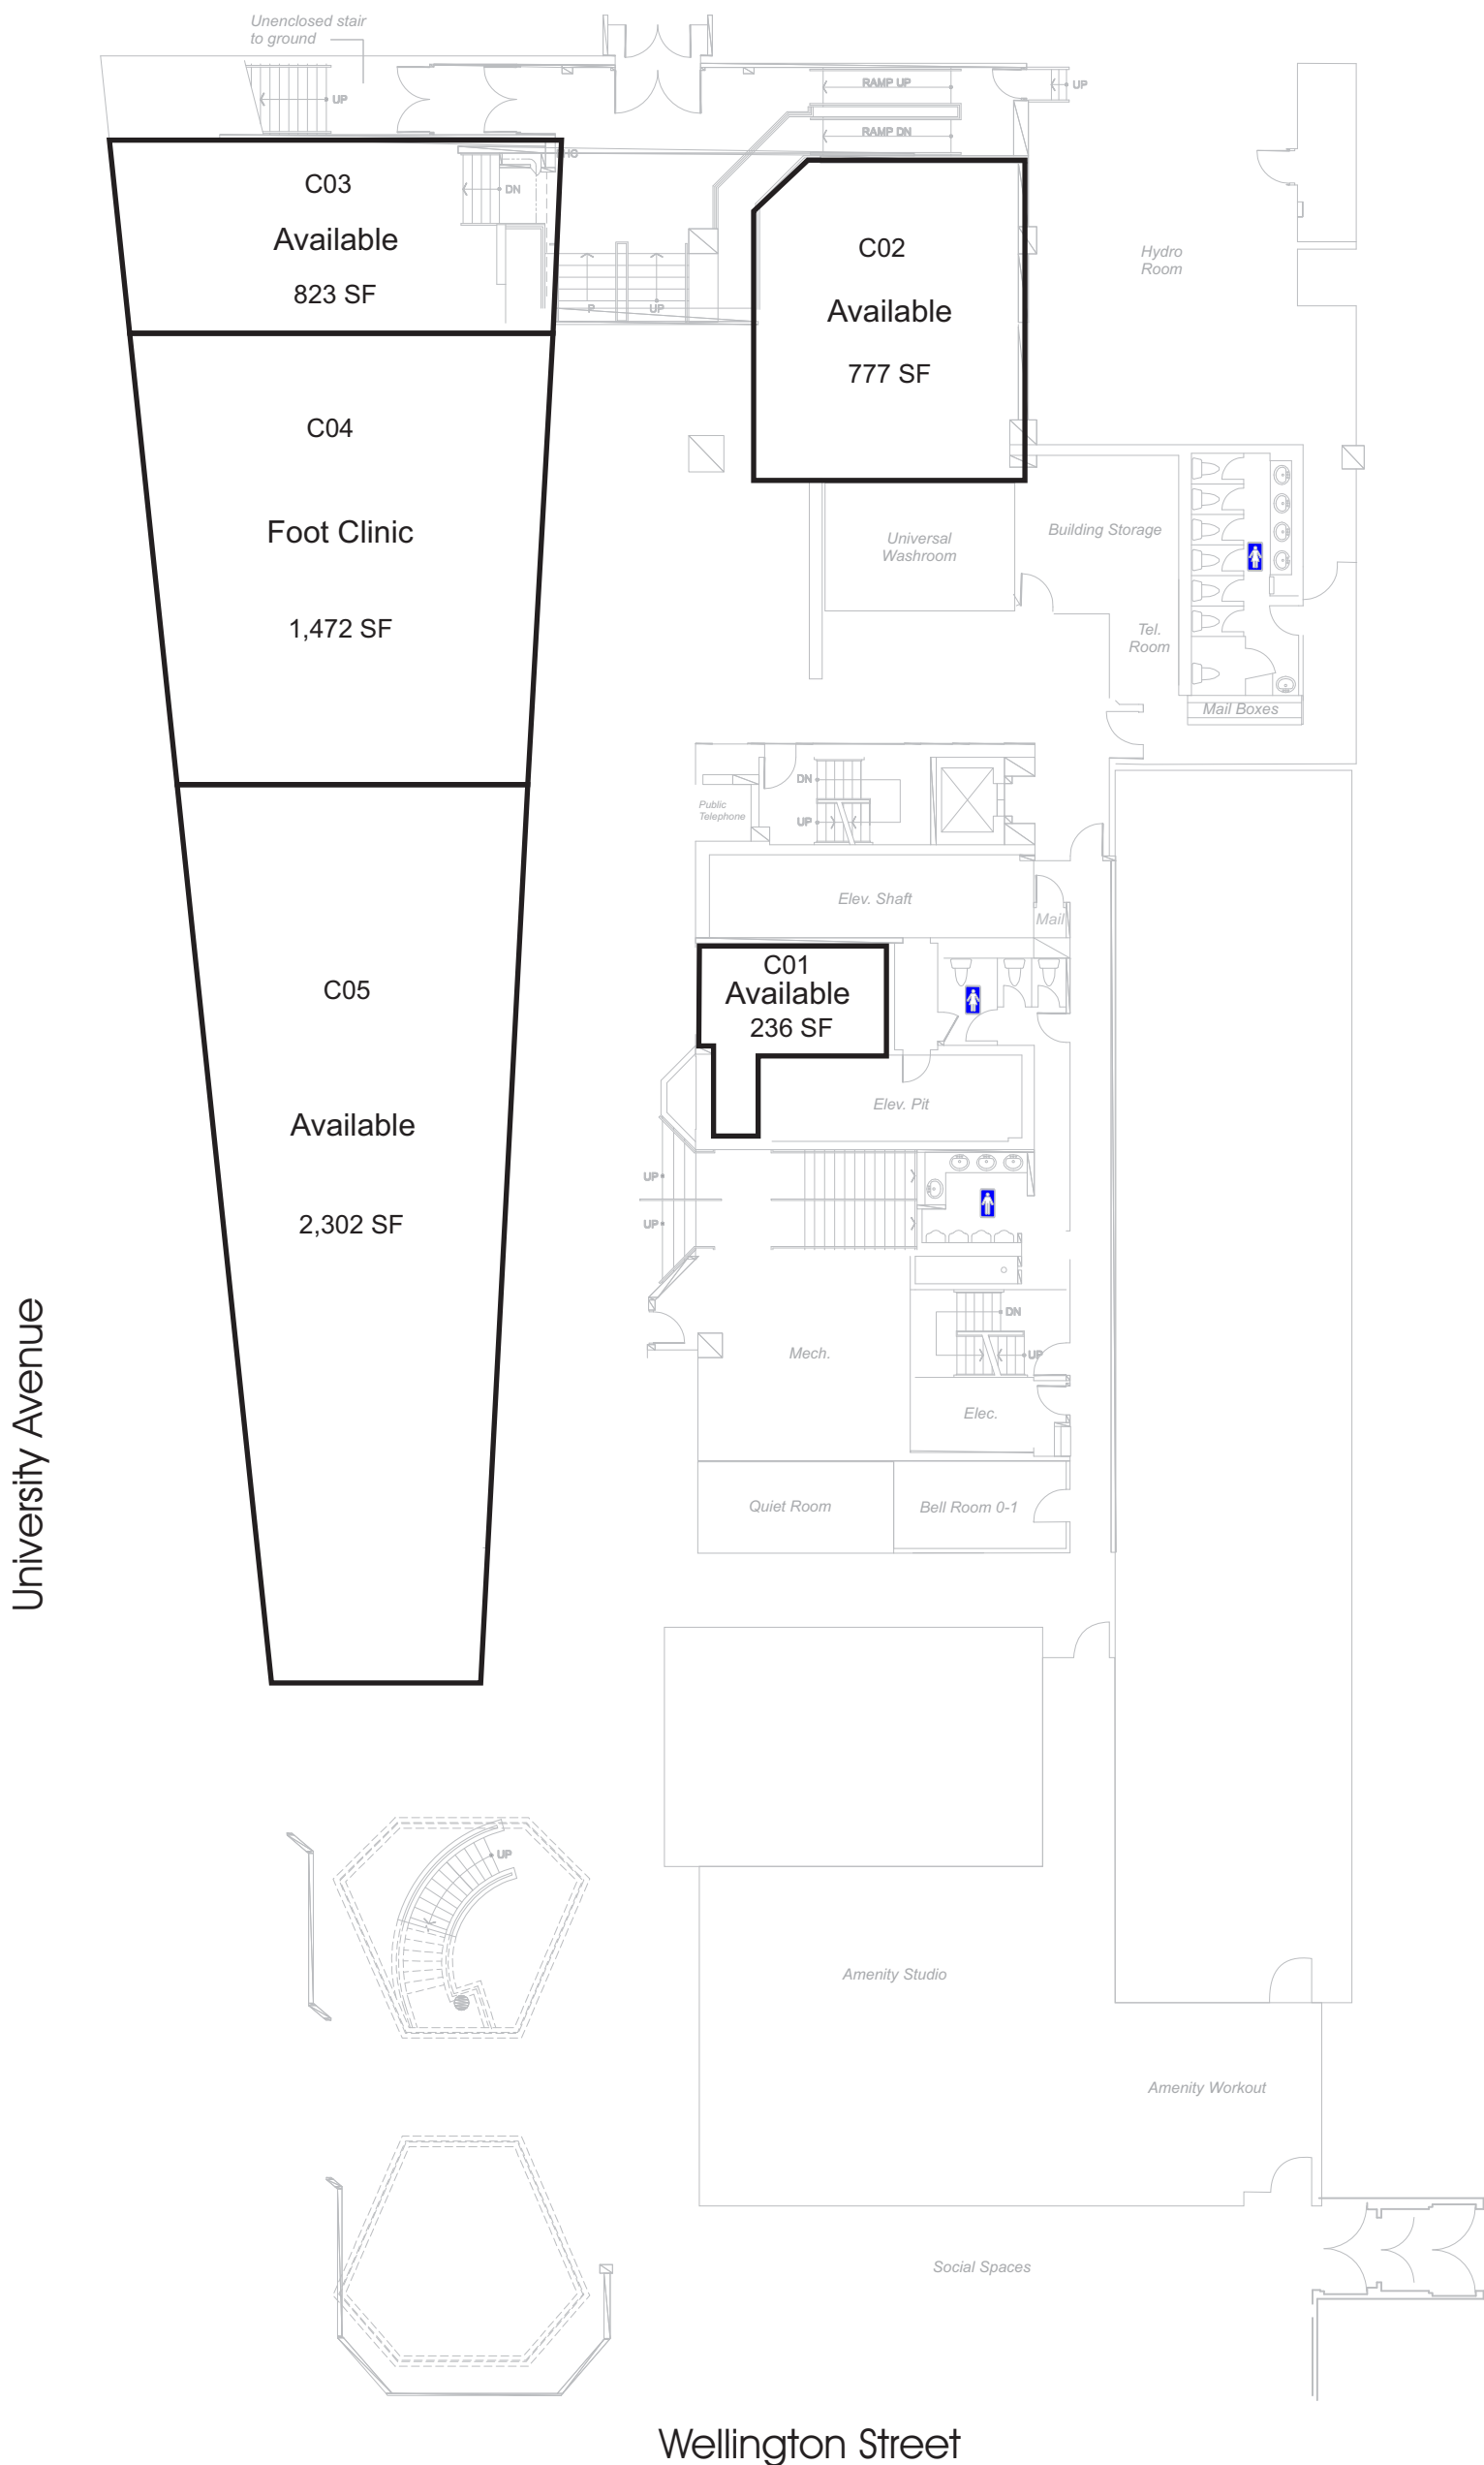 Unenclosed stair
to ground
UP
RAMP UP
UP
RAMP DN
C03
Available
823 SF
DN
UP
C02
Available
777 SF
Hydro
Room
C04
Foot Clinic
1,472 SF
Universal
Washroom
Building Storage
Tel.
Room
Mail Boxes
DN
UP
Public
Telephone
Elev. Shaft
Mail
C01
Available
236 SF
C05
Available
2,302 SF
Elev. Pit
UP
UP
DN
UP
Mech.
Elec.
Quiet Room
Bell Room 0-1
University Avenue
UP
Amenity Studio
Amenity Workout
Social Spaces
Wellington Street